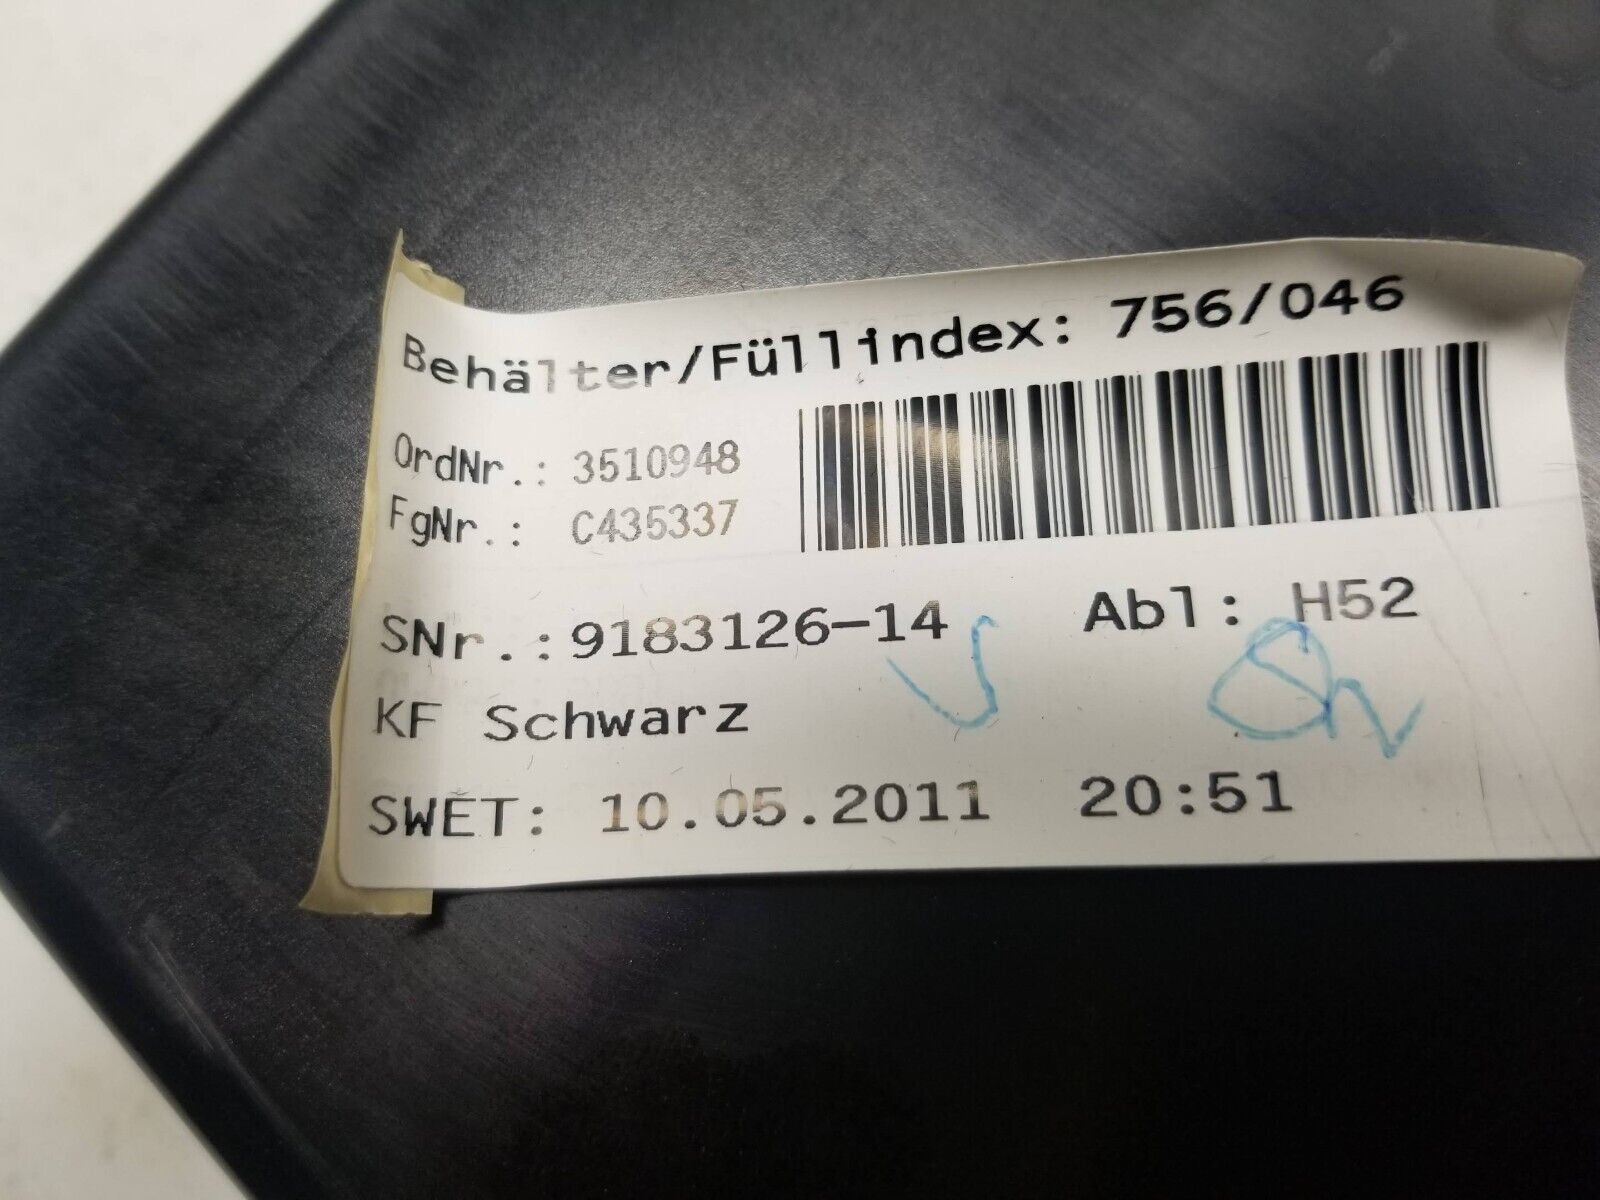 Behälter/Füllindex: 756/046
OrdNr.: 3510948
FgNr.: C435337
SNr.:9183126-14 Abl: H52
KF Schwarz
SWET: 10.05.2011 20:51